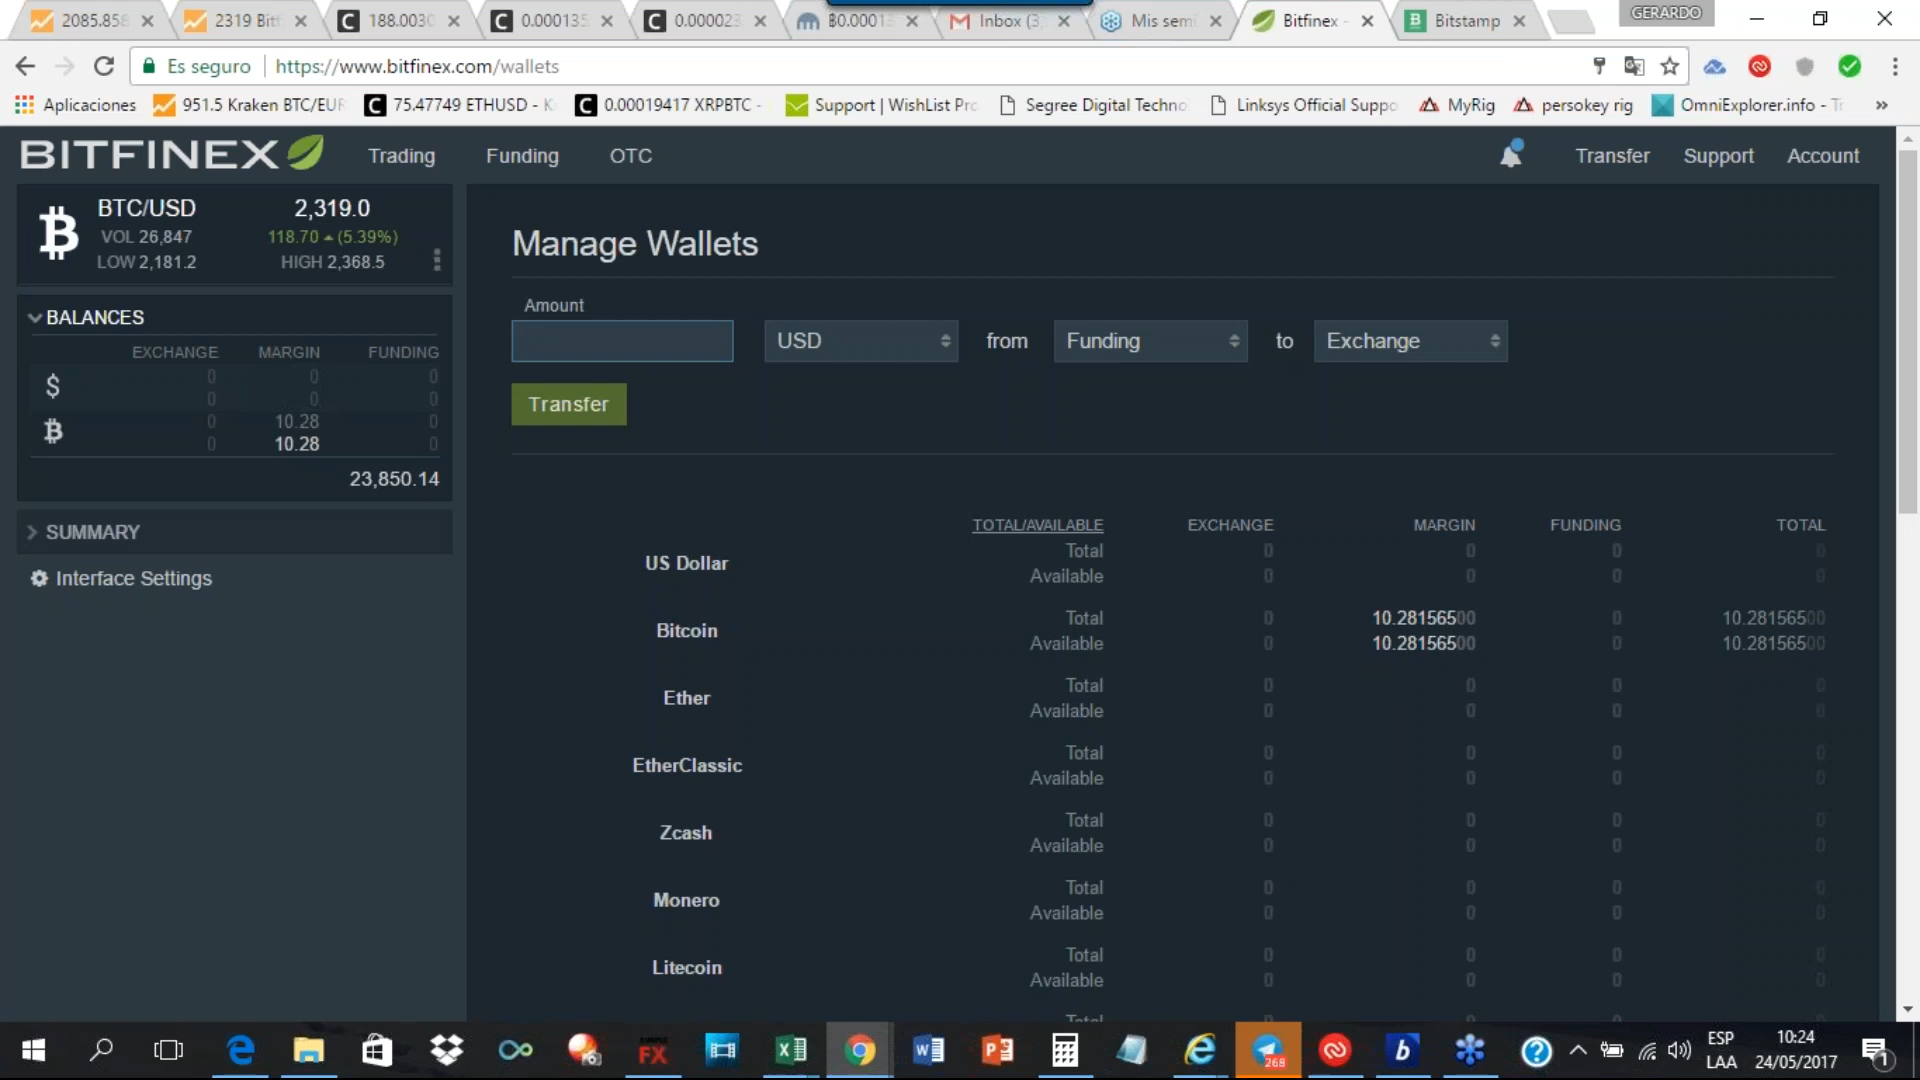 2085.858 2319 Bitf 188.0030 0.000135 0.000023 ฿0.00013 Inbox (3 Mis semi Bitfinex - Bitstamp GERARDO
Es seguro https://www.bitfinex.com/wallets
Aplicaciones 951.5 Kraken BTC/EUR 75.47749 ETHUSD - K 0.00019417 XRPBTC - Support | WishList Pro Segree Digital Techno Linksys Official Suppo MyRig persokey rig OmniExplorer.info - Tr »
BITFINEX Trading Funding OTC Transfer Support Account
BTC/USD 2,319.0
VOL 26,847 118.70 (5.39%)
LOW 2,181.2 HIGH 2,368.5
BALANCES
EXCHANGE MARGIN FUNDING
$ 0 0 0
0 0 0
0 10.28 0
0 10.28 0
23,850.14
SUMMARY
Interface Settings
Manage Wallets
Amount
USD from Funding to Exchange
Transfer
TOTAL/AVAILABLE EXCHANGE MARGIN FUNDING TOTAL
US Dollar
Total 0 0 0 0
Available 0 0 0 0
Bitcoin
Total 0 10.28156500 0 10.28156500
Available 0 10.28156500 0 10.28156500
Ether
Total 0 0 0 0
Available 0 0 0 0
EtherClassic
Total 0 0 0 0
Available 0 0 0 0
Zcash
Total 0 0 0 0
Available 0 0 0 0
Monero
Total 0 0 0 0
Available 0 0 0 0
Litecoin
Total 0 0 0 0
Available 0 0 0 0
FX 268 ESP 10:24
LAA 24/05/2017 1